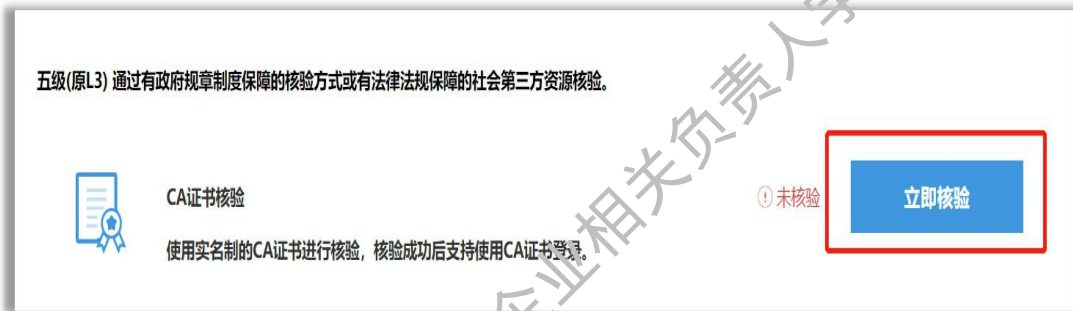 五级(原L3) 通过有政府规章制度保障的核验方式或有法律法规保障的社会第三方资源核验。
CA证书核验
未核验
立即核验
使用实名制的CA证书进行核验，核验成功后支持使用CA证书登录。
企业相关负责人学